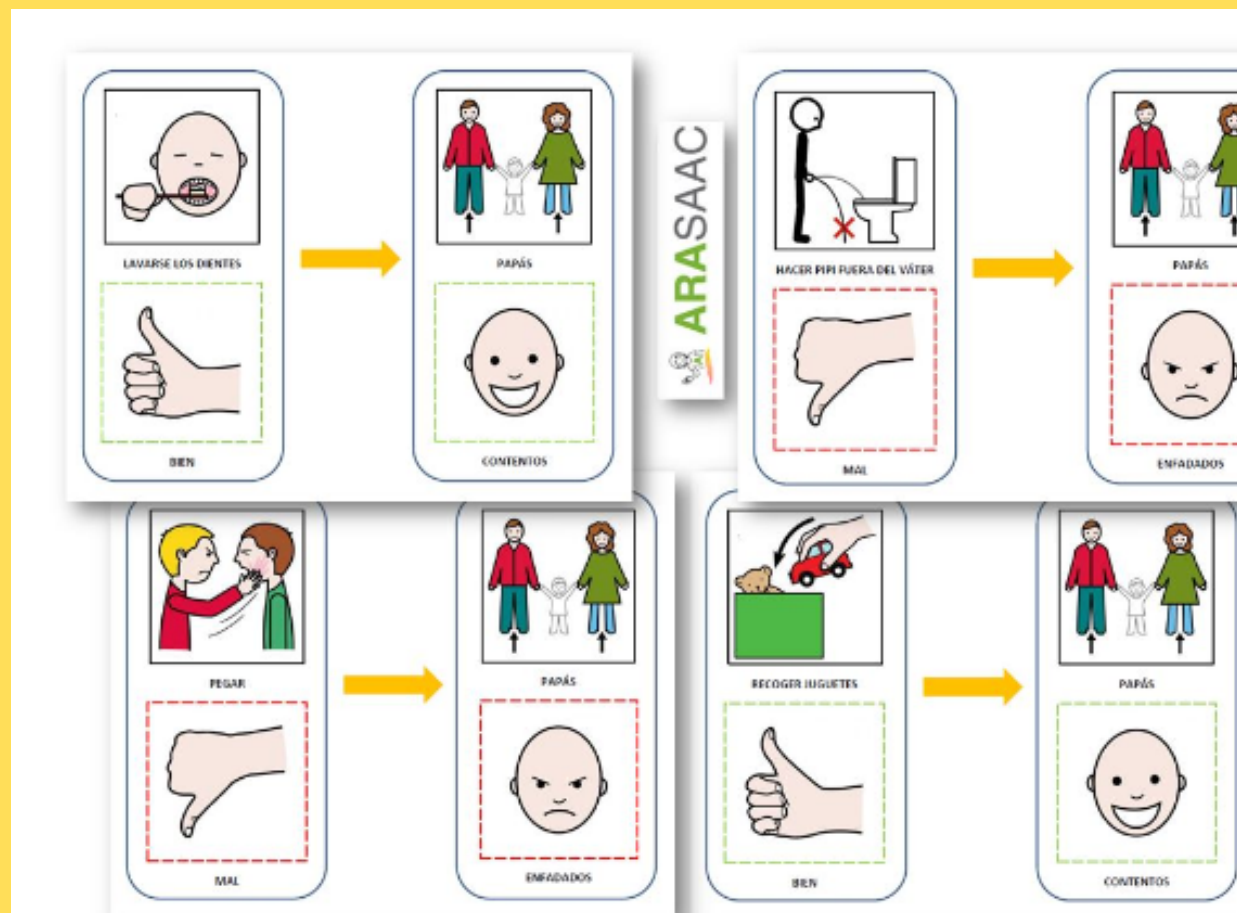 LAVARSE LOS DIENTES
PAPÁS
BIEN
CONTENTOS
ARASAAC
HACER PIPI FUERA DEL VÁTER
PAPÁS
MAL
ENFADADOS
PEGAR
PAPÁS
MAL
ENFADADOS
RECOGER JUGUETES
PAPÁS
BIEN
CONTENTOS